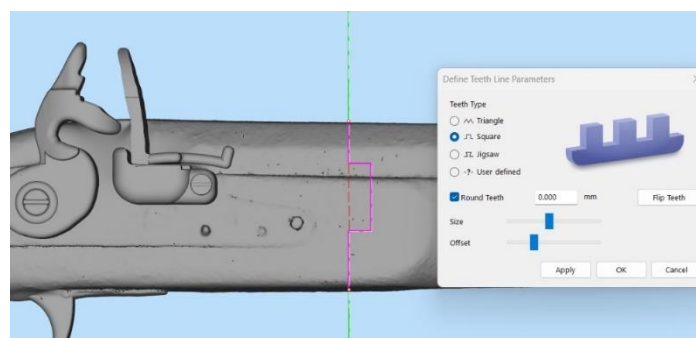 Define Teeth Line Parameters
Teeth Type
Triangle
Square
Jigsaw
User defined
Round Teeth 0.000 mm Flip Teeth
Size
Offset
Apply OK Cancel